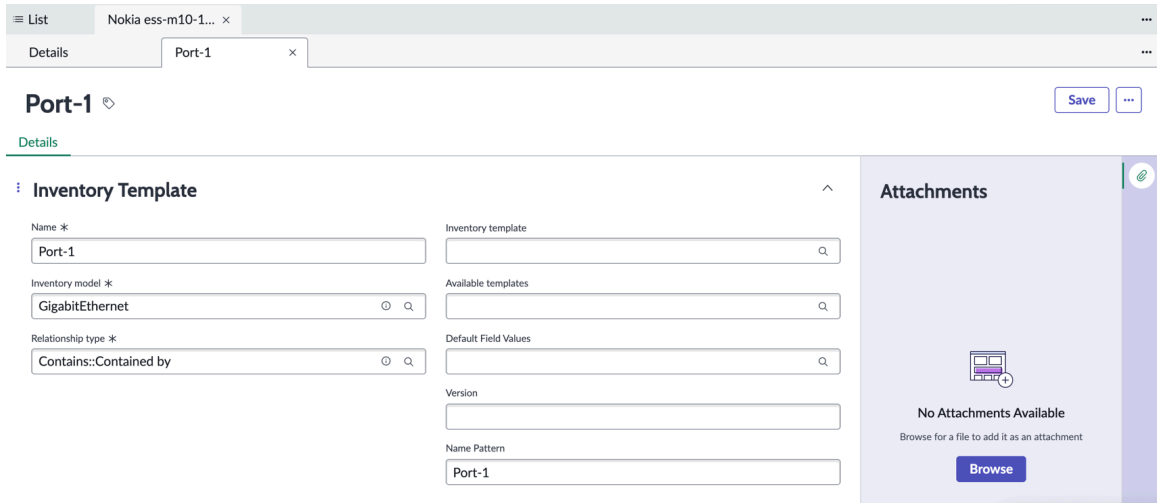 List
Nokia ess-m10-1...
Details
Port-1
Port-1
Save
Details
Inventory Template
Attachments
Name *
Port-1
Inventory template
Inventory model *
GigabitEthernet
Available templates
Relationship type *
Contains::Contained by
Default Field Values
Version
Name Pattern
Port-1
No Attachments Available
Browse for a file to add it as an attachment
Browse